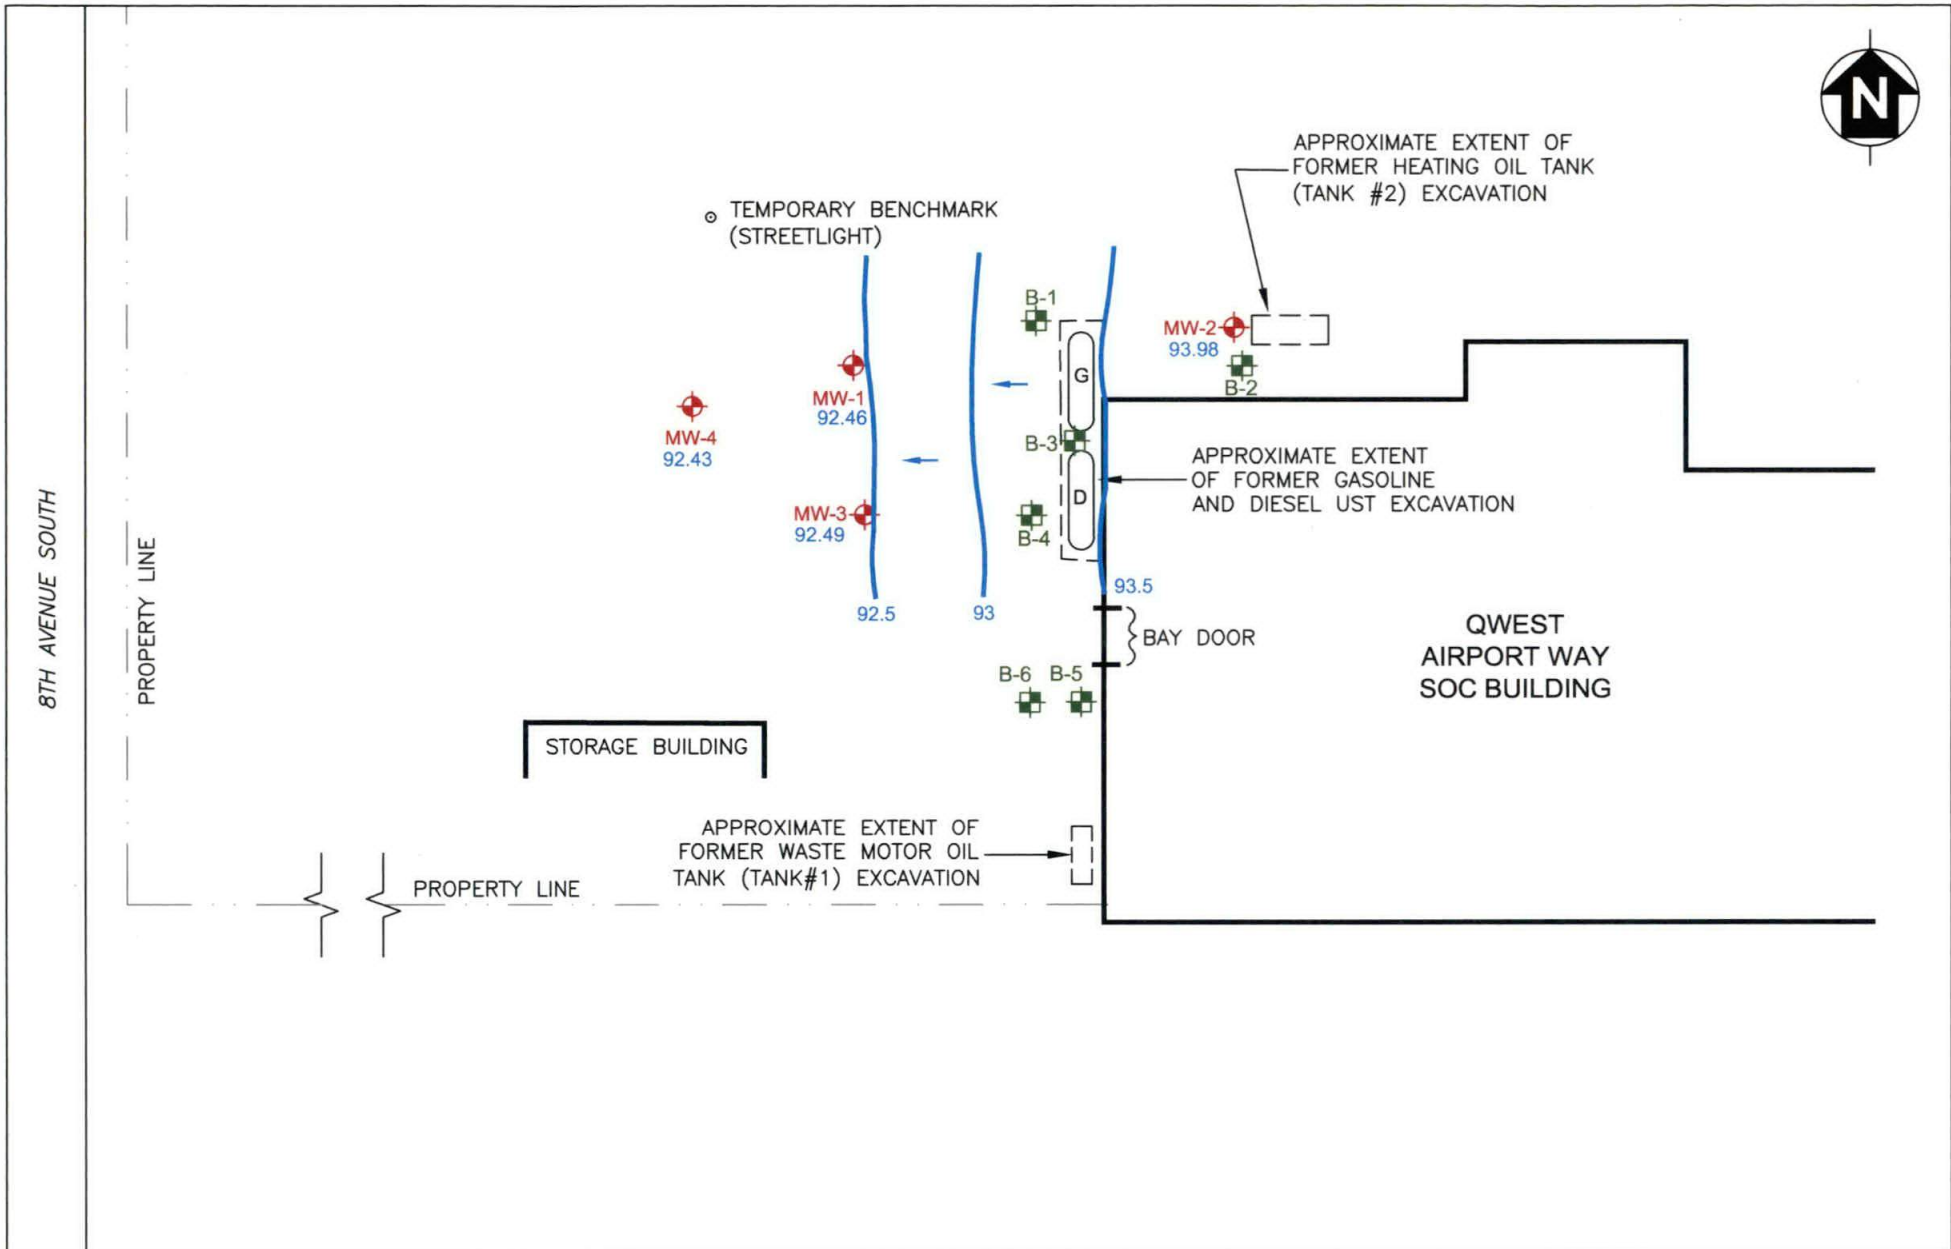 N
APPROXIMATE EXTENT OF
FORMER HEATING OIL TANK
(TANK #2) EXCAVATION
TEMPORARY BENCHMARK
(STREETLIGHT)
B-1
MW-2
93.98
B-2
G
MW-1
92.46
MW-4
92.43
B-3
APPROXIMATE EXTENT
OF FORMER GASOLINE
AND DIESEL UST EXCAVATION
D
MW-3
92.49
B-4
8TH AVENUE SOUTH
PROPERTY LINE
93.5
92.5
93
BAY DOOR
QWEST
AIRPORT WAY
SOC BUILDING
B-6
B-5
STORAGE BUILDING
APPROXIMATE EXTENT OF
FORMER WASTE MOTOR OIL
TANK (TANK#1) EXCAVATION
PROPERTY LINE